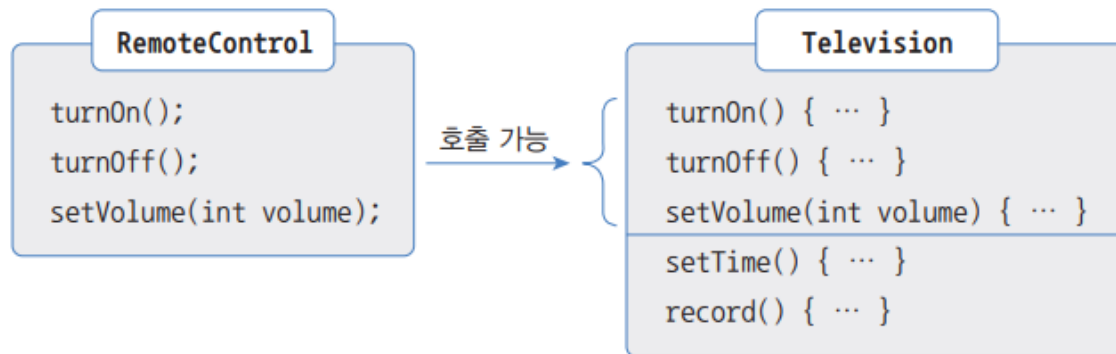 RemoteControl
turnOn();
turnOff();
setVolume(int volume);
호출 가능
Television
turnOn() { … }
turnOff() { … }
setVolume(int volume) { … }
setTime() { … }
record() { … }